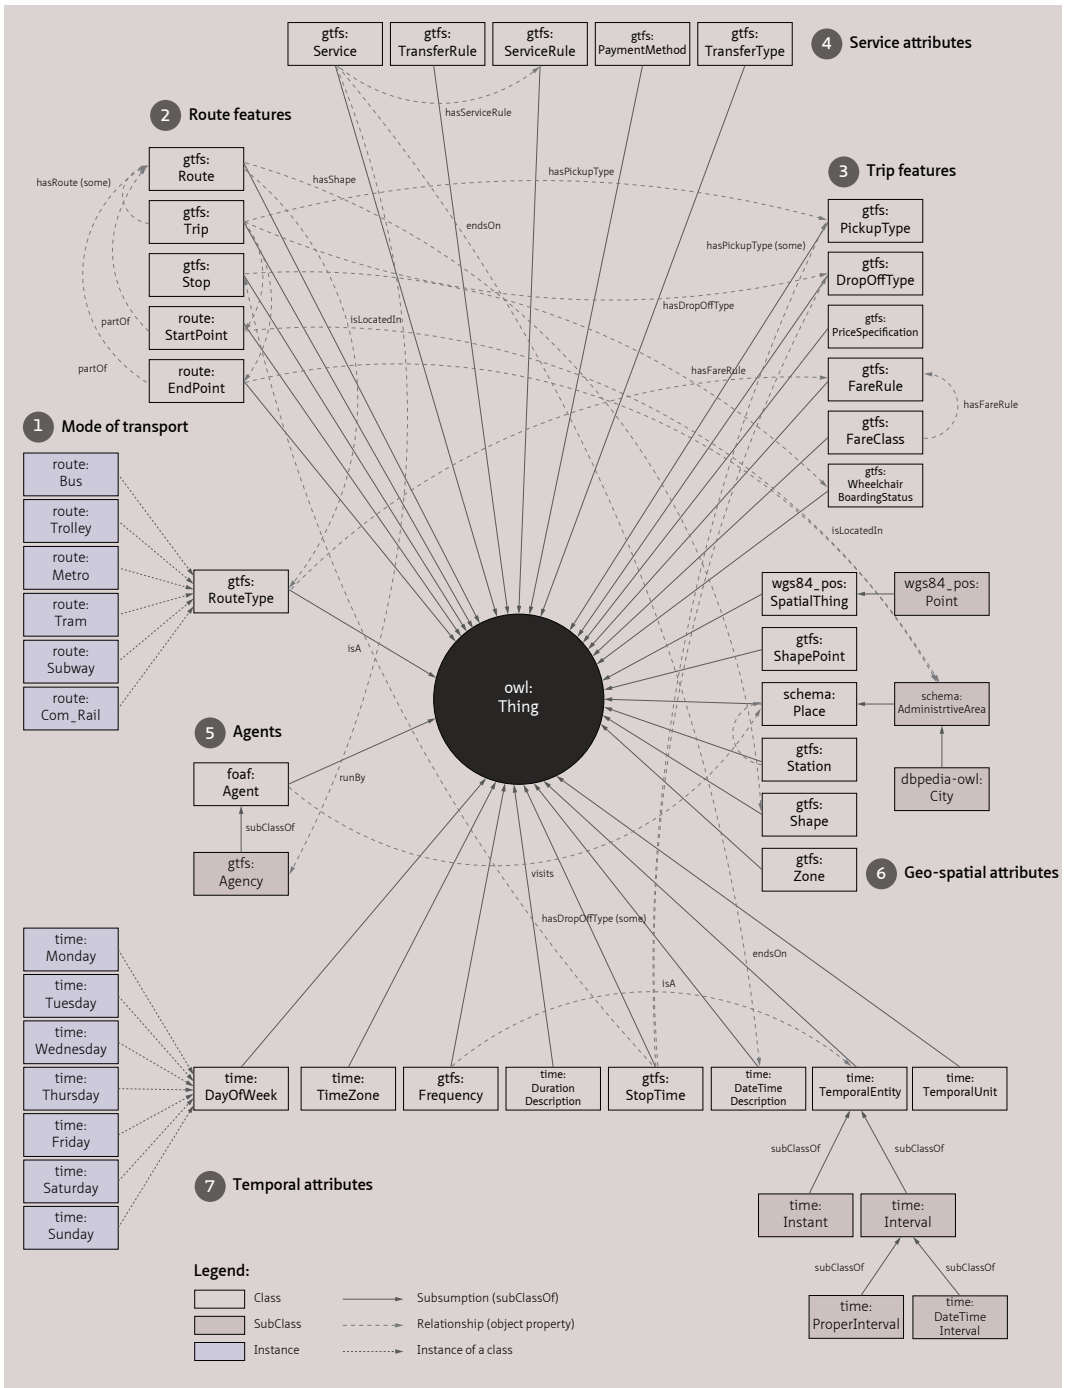 gtfs:
Service
gtfs:
TransferRule
gtfs:
ServiceRule
gtfs:
PaymentMethod
gtfs:
TransferType
4 Service attributes
hasServiceRule
2 Route features
gtfs:
Route
gtfs:
Trip
gtfs:
Stop
route:
StartPoint
route:
EndPoint
hasRoute (some)
partOf
partOf
hasShape
hasPickupType
endsOn
isLocatedIn
3 Trip features
gtfs:
PickupType
gtfs:
DropOffType
gtfs:
PriceSpecification
gtfs:
FareRule
gtfs:
FareClass
gtfs:
Wheelchair
BoardingStatus
hasPickupType (some)
hasDropOffType
hasFareRule
hasFareRule
isLocatedIn
1 Mode of transport
route:
Bus
route:
Trolley
route:
Metro
route:
Tram
route:
Subway
route:
Com_Rail
gtfs:
RouteType
isA
owl:
Thing
wgs84_pos:
SpatialThing
wgs84_pos:
Point
gtfs:
ShapePoint
schema:
Place
schema:
AdministrtiveArea
gtfs:
Station
dbpedia-owl:
City
gtfs:
Shape
gtfs:
Zone
6 Geo-spatial attributes
5 Agents
foaf:
Agent
subClassOf
gtfs:
Agency
runBy
visits
hasDropOffType (some)
endsOn
isA
time:
Monday
time:
Tuesday
time:
Wednesday
time:
Thursday
time:
Friday
time:
Saturday
time:
Sunday
time:
DayOfWeek
time:
TimeZone
gtfs:
Frequency
time:
Duration
Description
gtfs:
StopTime
time:
DateTime
Description
time:
TemporalEntity
time:
TemporalUnit
subClassOf
subClassOf
7 Temporal attributes
time:
Instant
time:
Interval
subClassOf
subClassOf
time:
ProperInterval
time:
DateTime
Interval
Legend:
Class
Subsumption (subClassOf)
SubClass
Relationship (object property)
Instance
Instance of a class